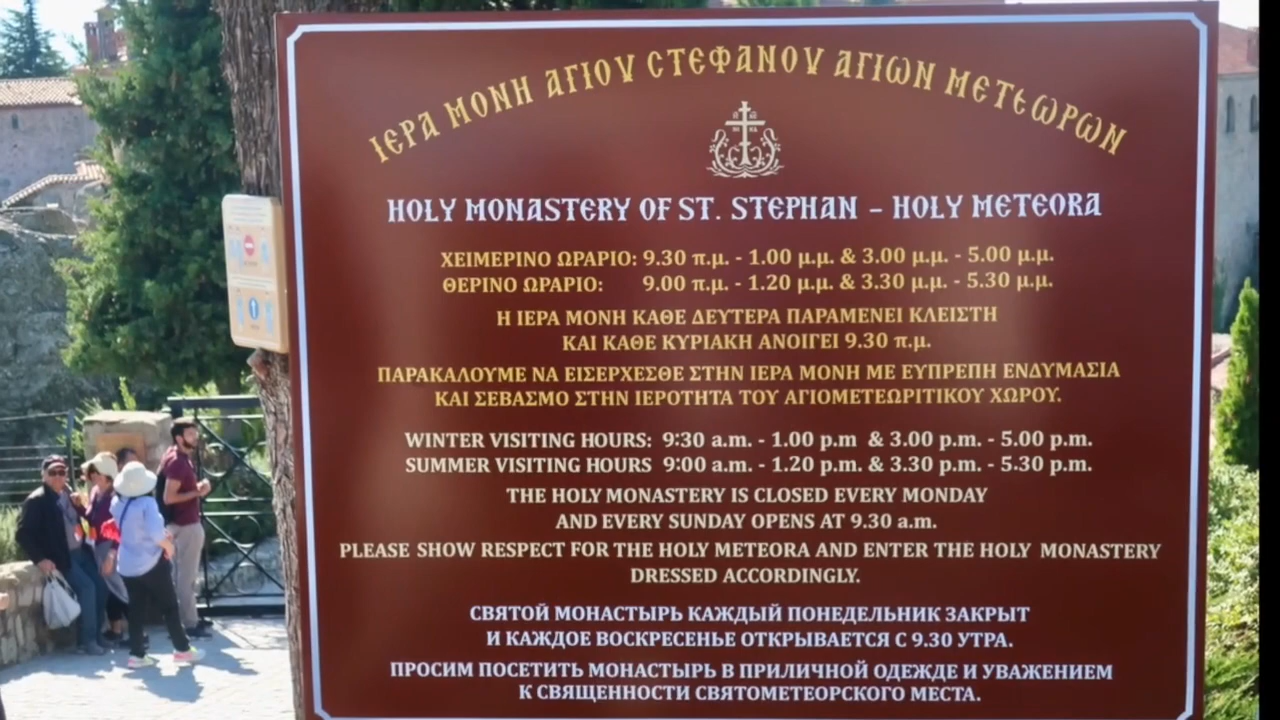 ΙΕΡΑ ΜΟΝΗ ΑΓΙΟΥ ΣΤΕΦΑΝΟΥ ΑΓΙΩΝ ΜΕΤΕΩΡΩΝ
HOLY MONASTERY OF ST. STEPHAN - HOLY METEORA
ΧΕΙΜΕΡΙΝΟ ΩΡΑΡΙΟ: 9.30 π.μ. - 1.00 μ.μ. & 3.00 μ.μ. - 5.00 μ.μ.
ΘΕΡΙΝΟ ΩΡΑΡΙΟ: 9.00 π.μ. - 1.20 μ.μ. & 3.30 μ.μ. - 5.30 μ.μ.
Η ΙΕΡΑ ΜΟΝΗ ΚΑΘΕ ΔΕΥΤΕΡΑ ΠΑΡΑΜΕΝΕΙ ΚΛΕΙΣΤΗ
ΚΑΙ ΚΑΘΕ ΚΥΡΙΑΚΗ ΑΝΟΙΓΕΙ 9.30 π.μ.
ΠΑΡΑΚΑΛΟΥΜΕ ΝΑ ΕΙΣΕΡΧΕΣΘΕ ΣΤΗΝ ΙΕΡΑ ΜΟΝΗ ΜΕ ΕΥΠΡΕΠΗ ΕΝΔΥΜΑΣΙΑ
ΚΑΙ ΣΕΒΑΣΜΟ ΣΤΗΝ ΙΕΡΟΤΗΤΑ ΤΟΥ ΑΓΙΟΜΕΤΕΩΡΙΤΙΚΟΥ ΧΩΡΟΥ.
WINTER VISITING HOURS: 9:30 a.m. - 1.00 p.m & 3.00 p.m. - 5.00 p.m.
SUMMER VISITING HOURS 9:00 a.m. - 1.20 p.m. & 3.30 p.m. - 5.30 p.m.
THE HOLY MONASTERY IS CLOSED EVERY MONDAY
AND EVERY SUNDAY OPENS AT 9.30 a.m.
PLEASE SHOW RESPECT FOR THE HOLY METEORA AND ENTER THE HOLY MONASTERY
DRESSED ACCORDINGLY.
СВЯТОЙ МОНАСТЫРЬ КАЖДЫЙ ПОНЕДЕЛЬНИК ЗАКРЫТ
И КАЖДОЕ ВОСКРЕСЕНЬЕ ОТКРЫВАЕТСЯ С 9.30 УТРА.
ПРОСИМ ПОСЕТИТЬ МОНАСТЫРЬ В ПРИЛИЧНОЙ ОДЕЖДЕ И УВАЖЕНИЕМ
К СВЯЩЕННОСТИ СВЯТОМЕТЕОРСКОГО МЕСТА.